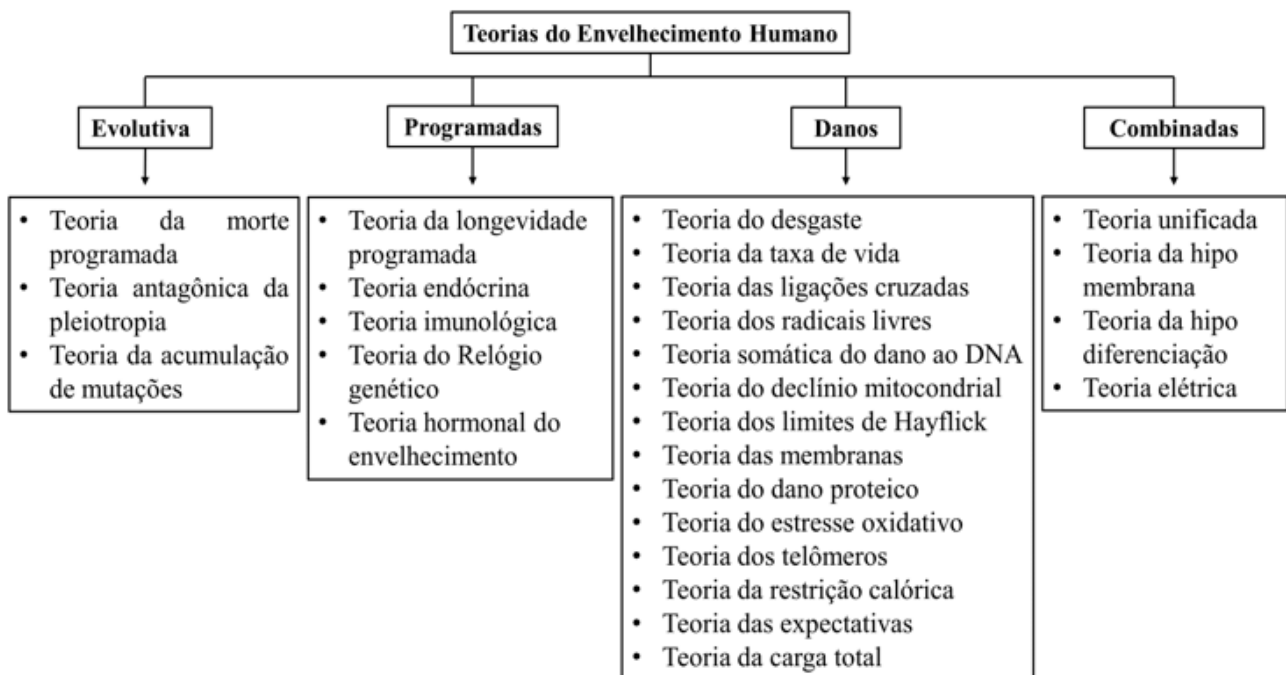 Teorias do Envelhecimento Humano
Evolutiva
• Teoria da morte
programada
• Teoria antagônica da
pleiotropia
• Teoria da acumulação
de mutações
Programadas
• Teoria da longevidade
programada
• Teoria endócrina
• Teoria imunológica
• Teoria do Relógio
genético
• Teoria hormonal do
envelhecimento
Danos
• Teoria do desgaste
• Teoria da taxa de vida
• Teoria das ligações cruzadas
• Teoria dos radicais livres
• Teoria somática do dano ao DNA
• Teoria do declínio mitocondrial
• Teoria dos limites de Hayflick
• Teoria das membranas
• Teoria do dano proteico
• Teoria do estresse oxidativo
• Teoria dos telômeros
• Teoria da restrição calórica
• Teoria das expectativas
• Teoria da carga total
Combinadas
• Teoria unificada
• Teoria da hipo
membrana
• Teoria da hipo
diferenciação
• Teoria elétrica